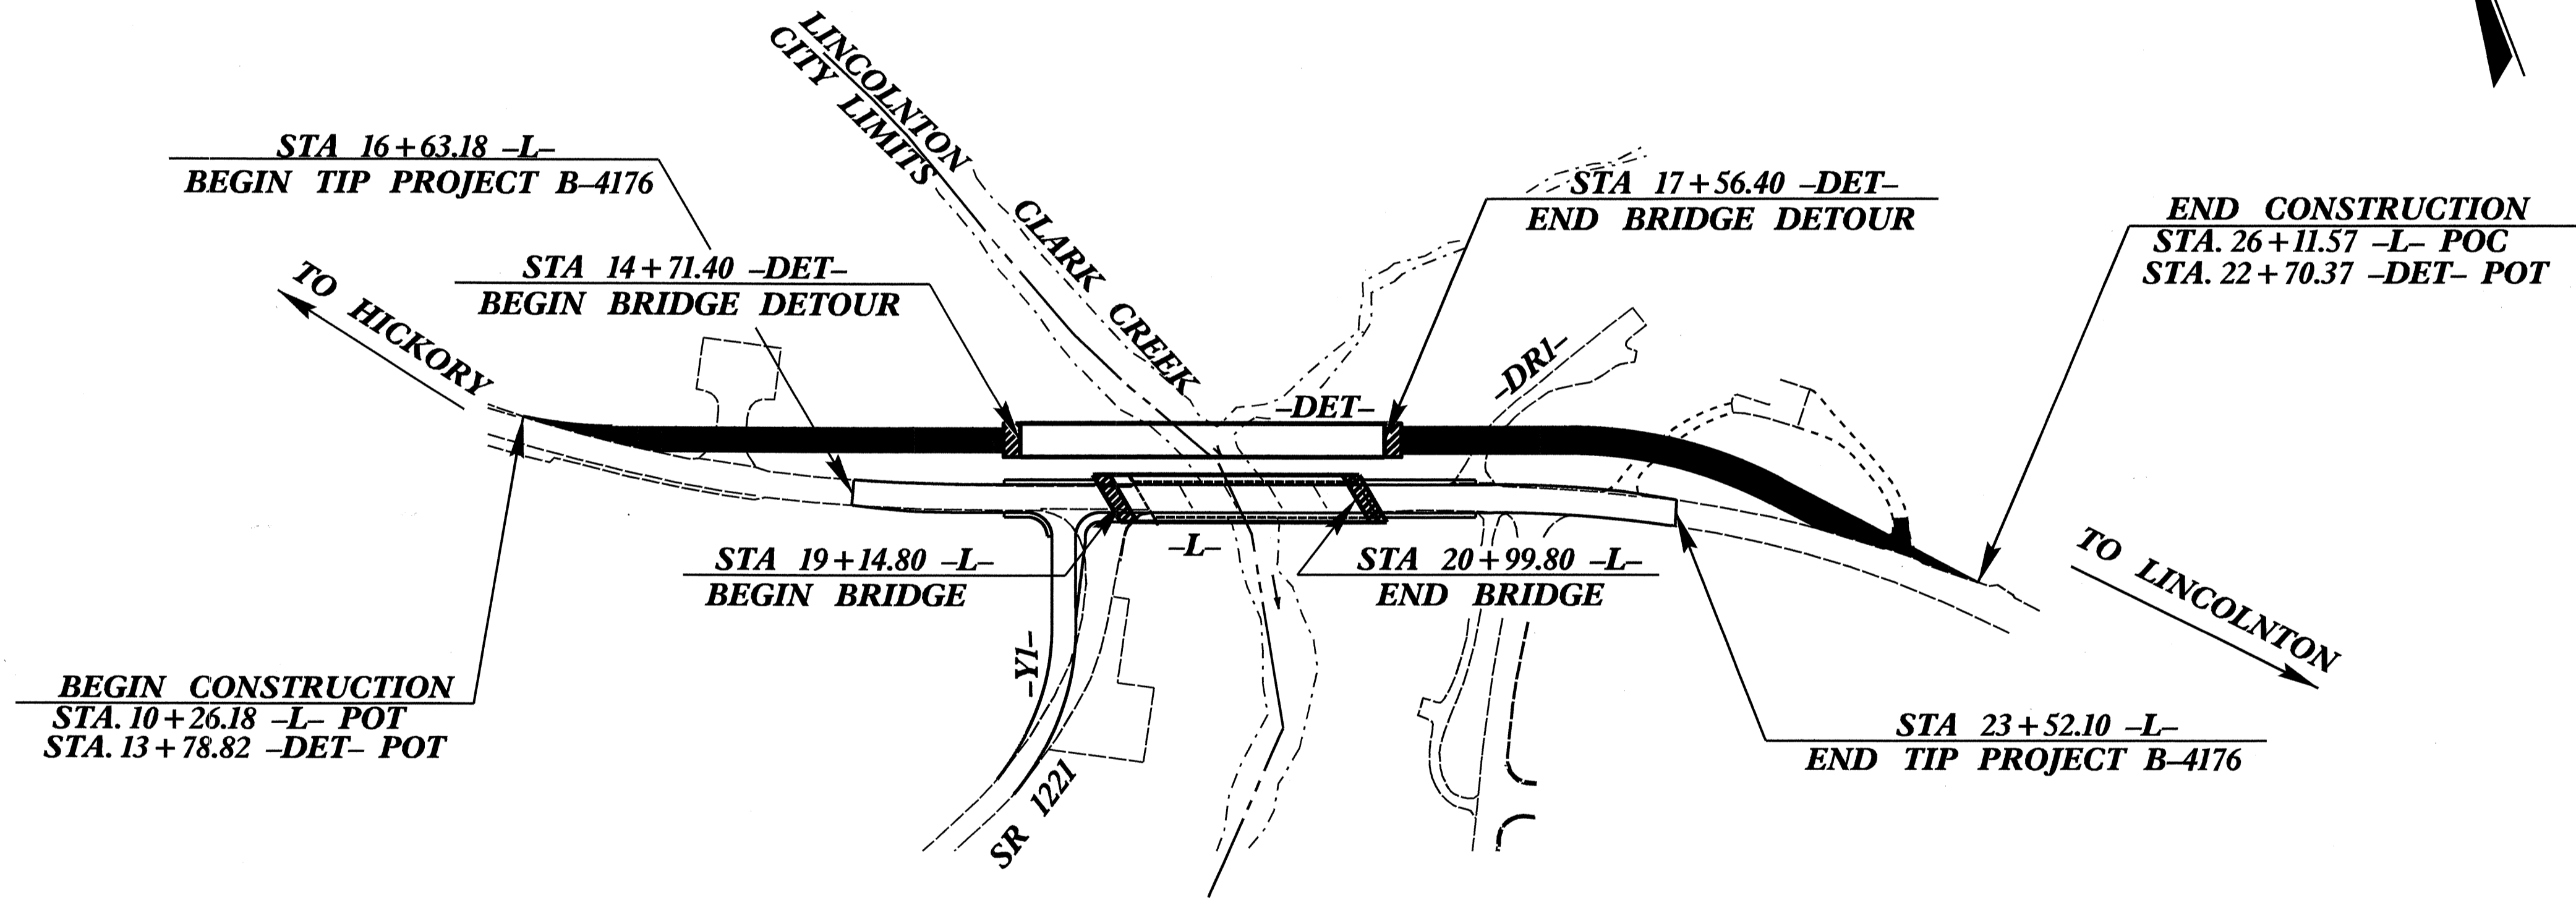 LINCOLNTON
CITY LIMITS
STA 16+63.18 –L–
BEGIN TIP PROJECT B–4176
STA 17+56.40 –DET–
END BRIDGE DETOUR
END CONSTRUCTION
STA. 26+11.57 –L– POC
STA. 22+70.37 –DET– POT
CLARK CREEK
STA 14+71.40 –DET–
BEGIN BRIDGE DETOUR
TO HICKORY
–DR1–
–DET–
STA 19+14.80 –L–
BEGIN BRIDGE
–L–
STA 20+99.80 –L–
END BRIDGE
TO LINCOLNTON
–Y1–
BEGIN CONSTRUCTION
STA. 10+26.18 –L– POT
STA. 13+78.82 –DET– POT
SR 1221
STA 23+52.10 –L–
END TIP PROJECT B–4176